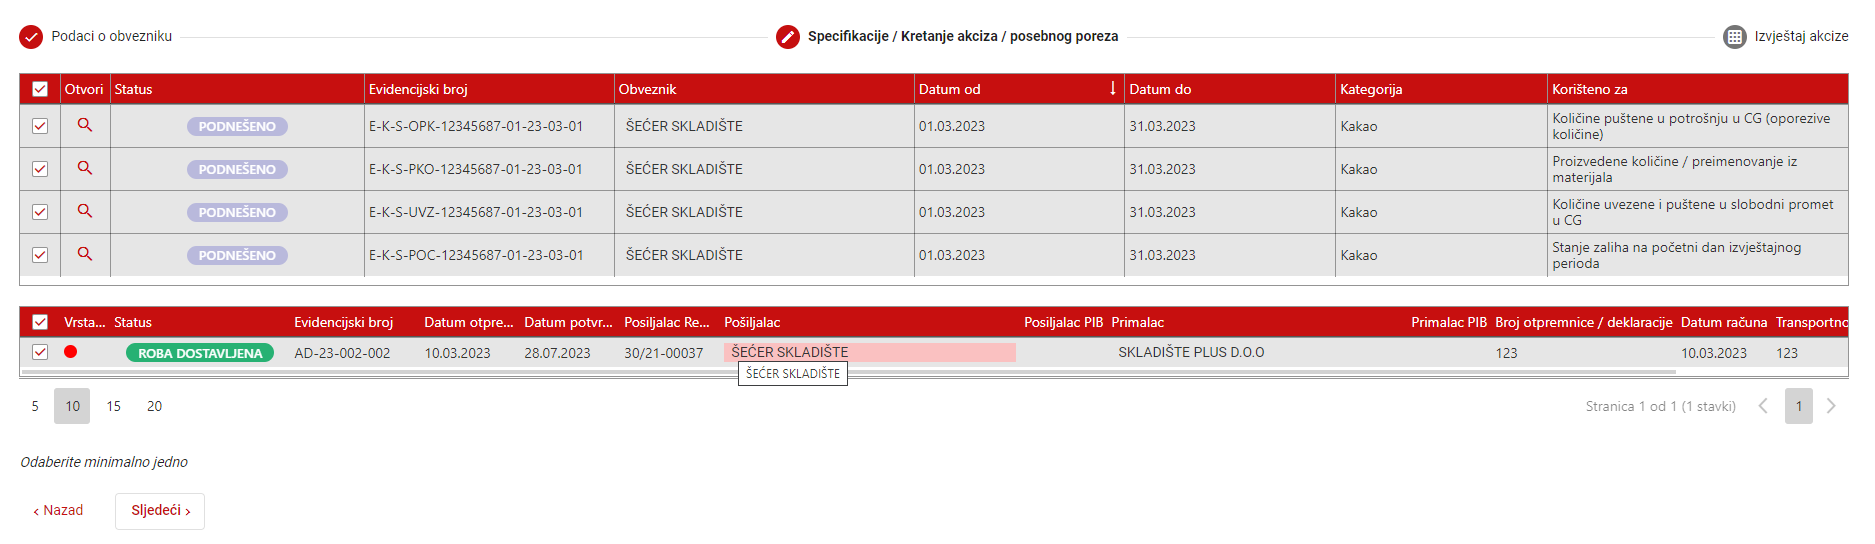 Podaci o obvezniku
Specifikacije / Kretanje akciza / posebnog poreza
Izvještaj akcize
Otvori Status Evidencijski broj Obveznik Datum od Datum do Kategorija Korišteno za
PODNEŠENO E-K-S-OPK-12345687-01-23-03-01 ŠEĆER SKLADIŠTE 01.03.2023 31.03.2023 Kakao Količine puštene u potrošnju u CG (oporezive
količine)
PODNEŠENO E-K-S-PKO-12345687-01-23-03-01 ŠEĆER SKLADIŠTE 01.03.2023 31.03.2023 Kakao Proizvedene količine / preimenovanje iz
materijala
PODNEŠENO E-K-S-UVZ-12345687-01-23-03-01 ŠEĆER SKLADIŠTE 01.03.2023 31.03.2023 Kakao Količine uvezene i puštene u slobodni promet
u CG
PODNEŠENO E-K-S-POC-12345687-01-23-03-01 ŠEĆER SKLADIŠTE 01.03.2023 31.03.2023 Kakao Stanje zaliha na početni dan izvještajnog
perioda
Vrsta... Status Evidencijski broj Datum otpre... Datum potvr... Posiljalac Re... Pošiljalac Posiljalac PIB Primalac Primalac PIB Broj otpremnice / deklaracije Datum računa Transportno
ROBA DOSTAVLJENA AD-23-002-002 10.03.2023 28.07.2023 30/21-00037 ŠEĆER SKLADIŠTE SKLADIŠTE PLUS D.O.O 123 10.03.2023 123
ŠEĆER SKLADIŠTE
5 10 15 20 Stranica 1 od 1 (1 stavki) 1
Odaberite minimalno jedno
Nazad Sljedeći